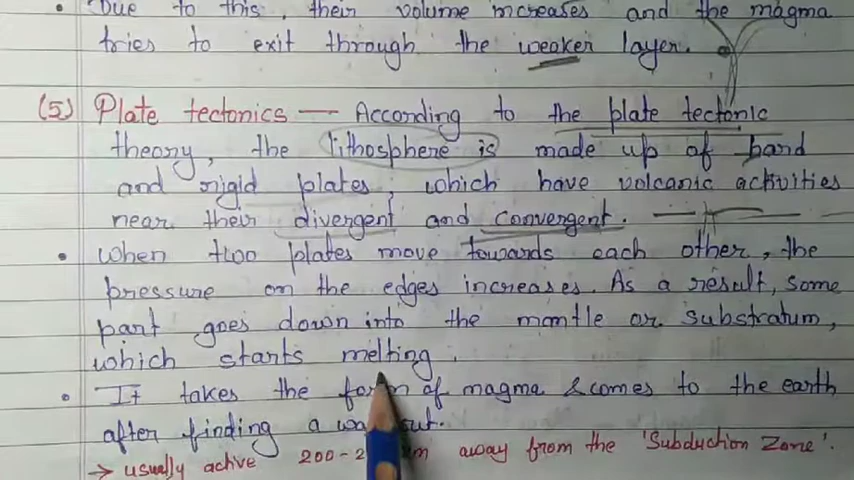 • Due to this, their volume increases and the magma
tries to exit through the weaker layer.
(5) Plate tectonics — According to the plate tectonic
theory, the lithosphere is made up of hard
and rigid plates, which have volcanic activities
near their divergent and convergent.
• when two plates move towards each other, the
pressure on the edges increases. As a result, some
part goes down into the mantle or substratum,
which starts melting.
• It takes the form of magma & comes to the earth
after finding a way out.
→ usually active 200-2 away from the 'Subduction Zone'.